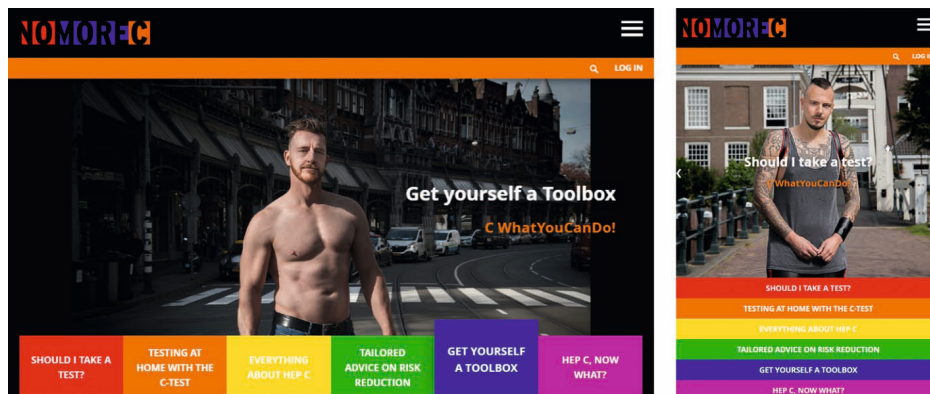 NOMOREC
LOG IN
Get yourself a Toolbox
C WhatYouCanDo!
SHOULD I TAKE A
TEST?
TESTING AT
HOME WITH THE
C-TEST
EVERYTHING
ABOUT HEP C
TAILORED
ADVICE ON RISK
REDUCTION
GET YOURSELF
A TOOLBOX
HEP C, NOW
WHAT?
NOMOREC
LOG IN
Should I take a test?
C WhatYouCanDo!
SHOULD I TAKE A TEST?
TESTING AT HOME WITH THE C-TEST
EVERYTHING ABOUT HEP C
TAILORED ADVICE ON RISK REDUCTION
GET YOURSELF A TOOLBOX
HEP C, NOW WHAT?